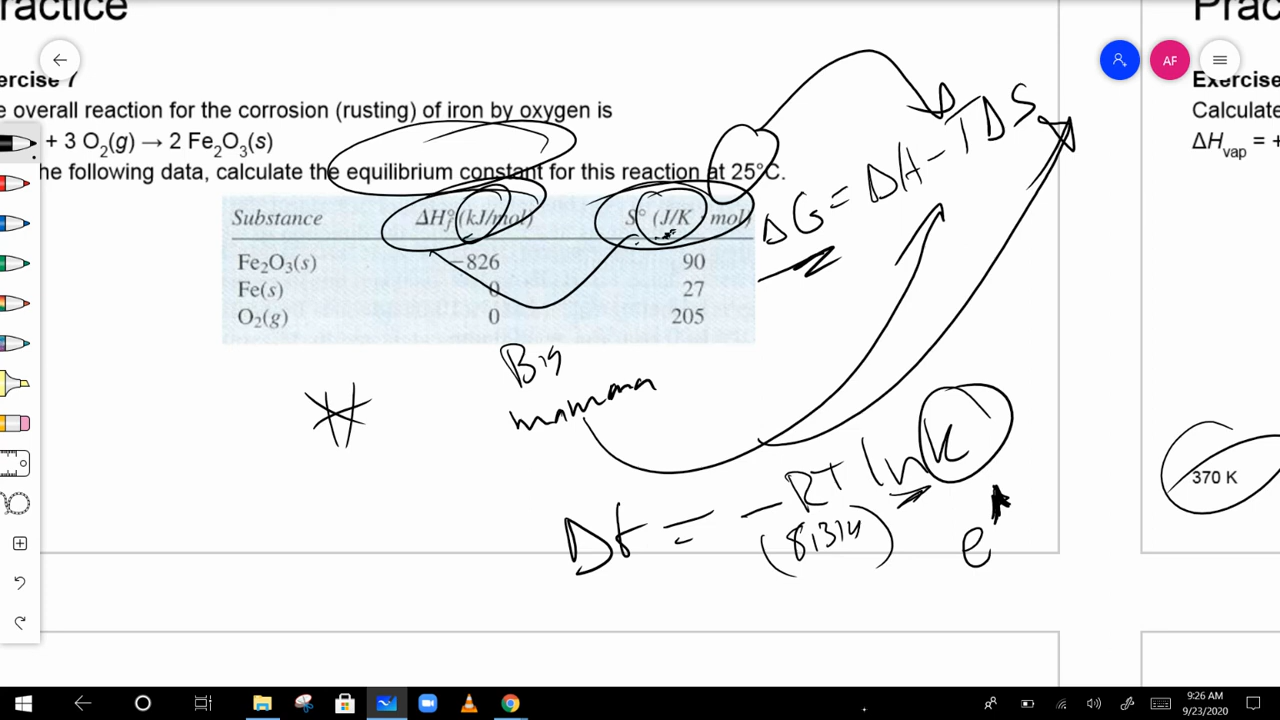 ractice
Prac
AF
ercise 7
e overall reaction for the corrosion (rusting) of iron by oxygen is
+ 3 O₂(g) → 2 Fe₂O₃(s)
he following data, calculate the equilibrium constant for this reaction at 25°C.
Substance ΔH°f (kJ/mol) S° (J/K · mol)
Fe₂O₃(s) −826 90
Fe(s) 0 27
O₂(g) 0 205
ΔG = ΔH − TΔS
Big
mamana
− RT ln K
(8.314)
e
Exercise
Calculate
ΔHvap = +
370 K
9:26 AM
9/23/2020